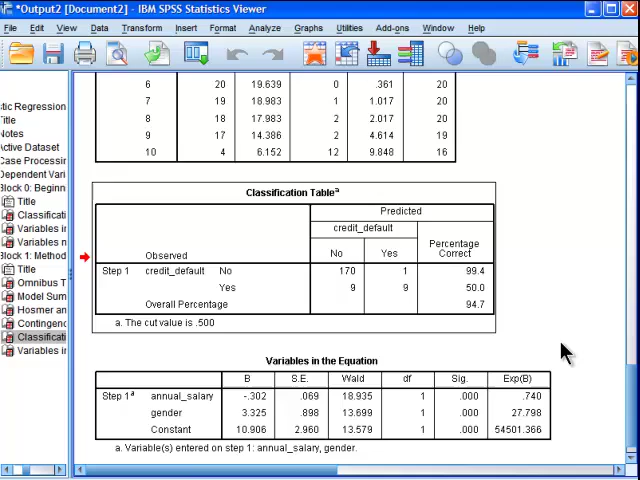 *Output2 [Document2] - IBM SPSS Statistics Viewer
File Edit View Data Transform Insert Format Analyze Graphs Utilities Add-ons Window Help
stic Regression
Title
Notes
Active Dataset
Case Processir
Dependent Vari
Block 0: Beginn
Title
Classificati
Variables in
Variables n
Block 1: Method
Title
Omnibus T
Model Sum
Hosmer an
Contingenc
Classificati
Variables in
6 20 19.639 0 .361 20
7 19 18.983 1 1.017 20
8 18 17.983 2 2.017 20
9 17 14.386 2 4.614 19
10 4 6.152 12 9.848 16
Classification Tableª
Predicted
credit_default
Observed No Yes Percentage Correct
Step 1 credit_default No 170 1 99.4
Yes 9 9 50.0
Overall Percentage 94.7
a. The cut value is .500
Variables in the Equation
B S.E. Wald df Sig. Exp(B)
Step 1ª annual_salary -.302 .069 18.935 1 .000 .740
gender 3.325 .898 13.699 1 .000 27.798
Constant 10.906 2.960 13.579 1 .000 54501.366
a. Variable(s) entered on step 1: annual_salary, gender.